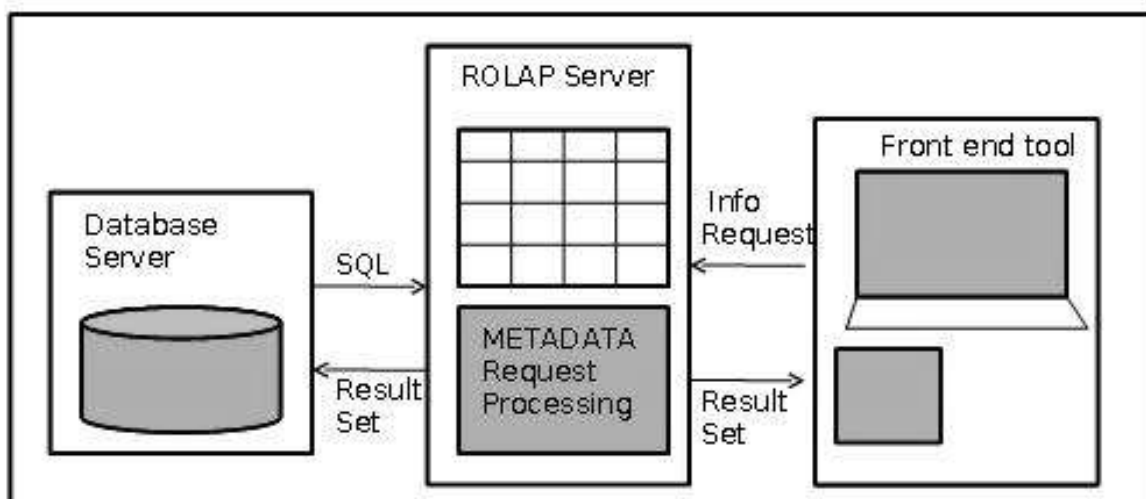 ROLAP Server
Front end tool
Database
Server
SQL
Info
Request
METADATA
Request
Processing
Result
Set
Result
Set